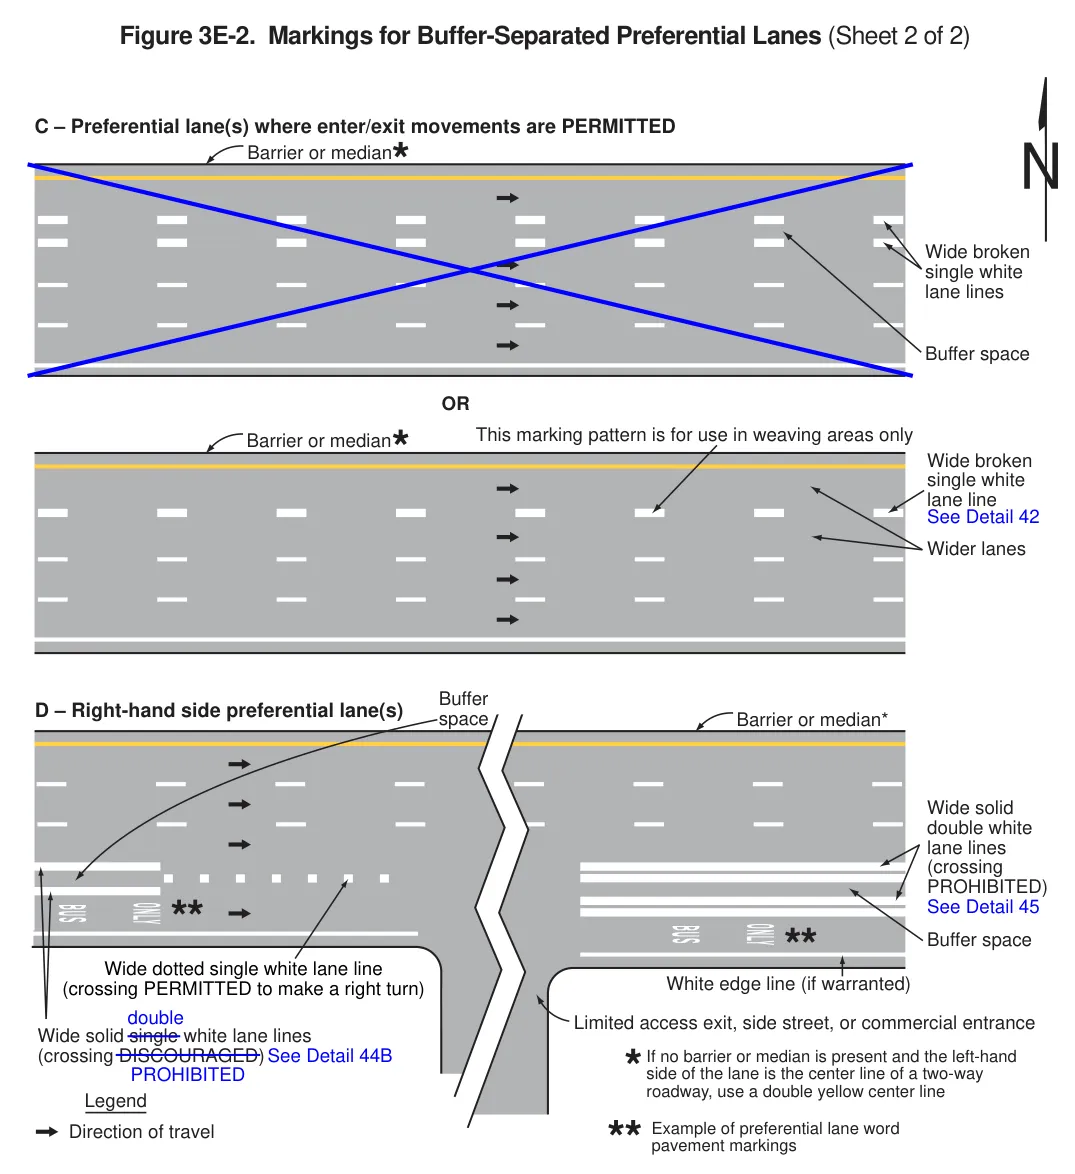 Figure 3E-2. Markings for Buffer-Separated Preferential Lanes (Sheet 2 of 2)
N
C – Preferential lane(s) where enter/exit movements are PERMITTED
Barrier or median*
Wide broken
single white
lane lines
Buffer space
OR
Barrier or median*
This marking pattern is for use in weaving areas only
Wide broken
single white
lane line
See Detail 42
Wider lanes
D – Right-hand side preferential lane(s)
Buffer
space
Barrier or median*
Wide solid
double white
lane lines
(crossing
PROHIBITED)
See Detail 45
Buffer space
BUS ONLY **
BUS ONLY **
Wide dotted single white lane line
(crossing PERMITTED to make a right turn)
White edge line (if warranted)
double
Wide solid single white lane lines
(crossing DISCOURAGED) See Detail 44B
PROHIBITED
Limited access exit, side street, or commercial entrance
* If no barrier or median is present and the left-hand
side of the lane is the center line of a two-way
roadway, use a double yellow center line
Legend
Direction of travel
** Example of preferential lane word
pavement markings